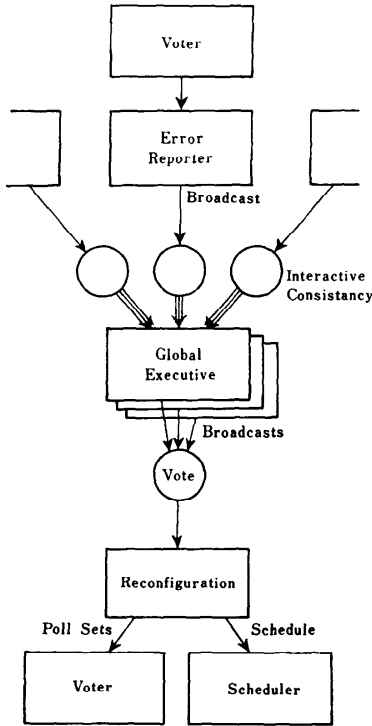 Voter
Error
Reporter
Broadcast
Interactive
Consistancy
Global
Executive
Broadcasts
Vote
Reconfiguration
Poll Sets
Schedule
Voter
Scheduler